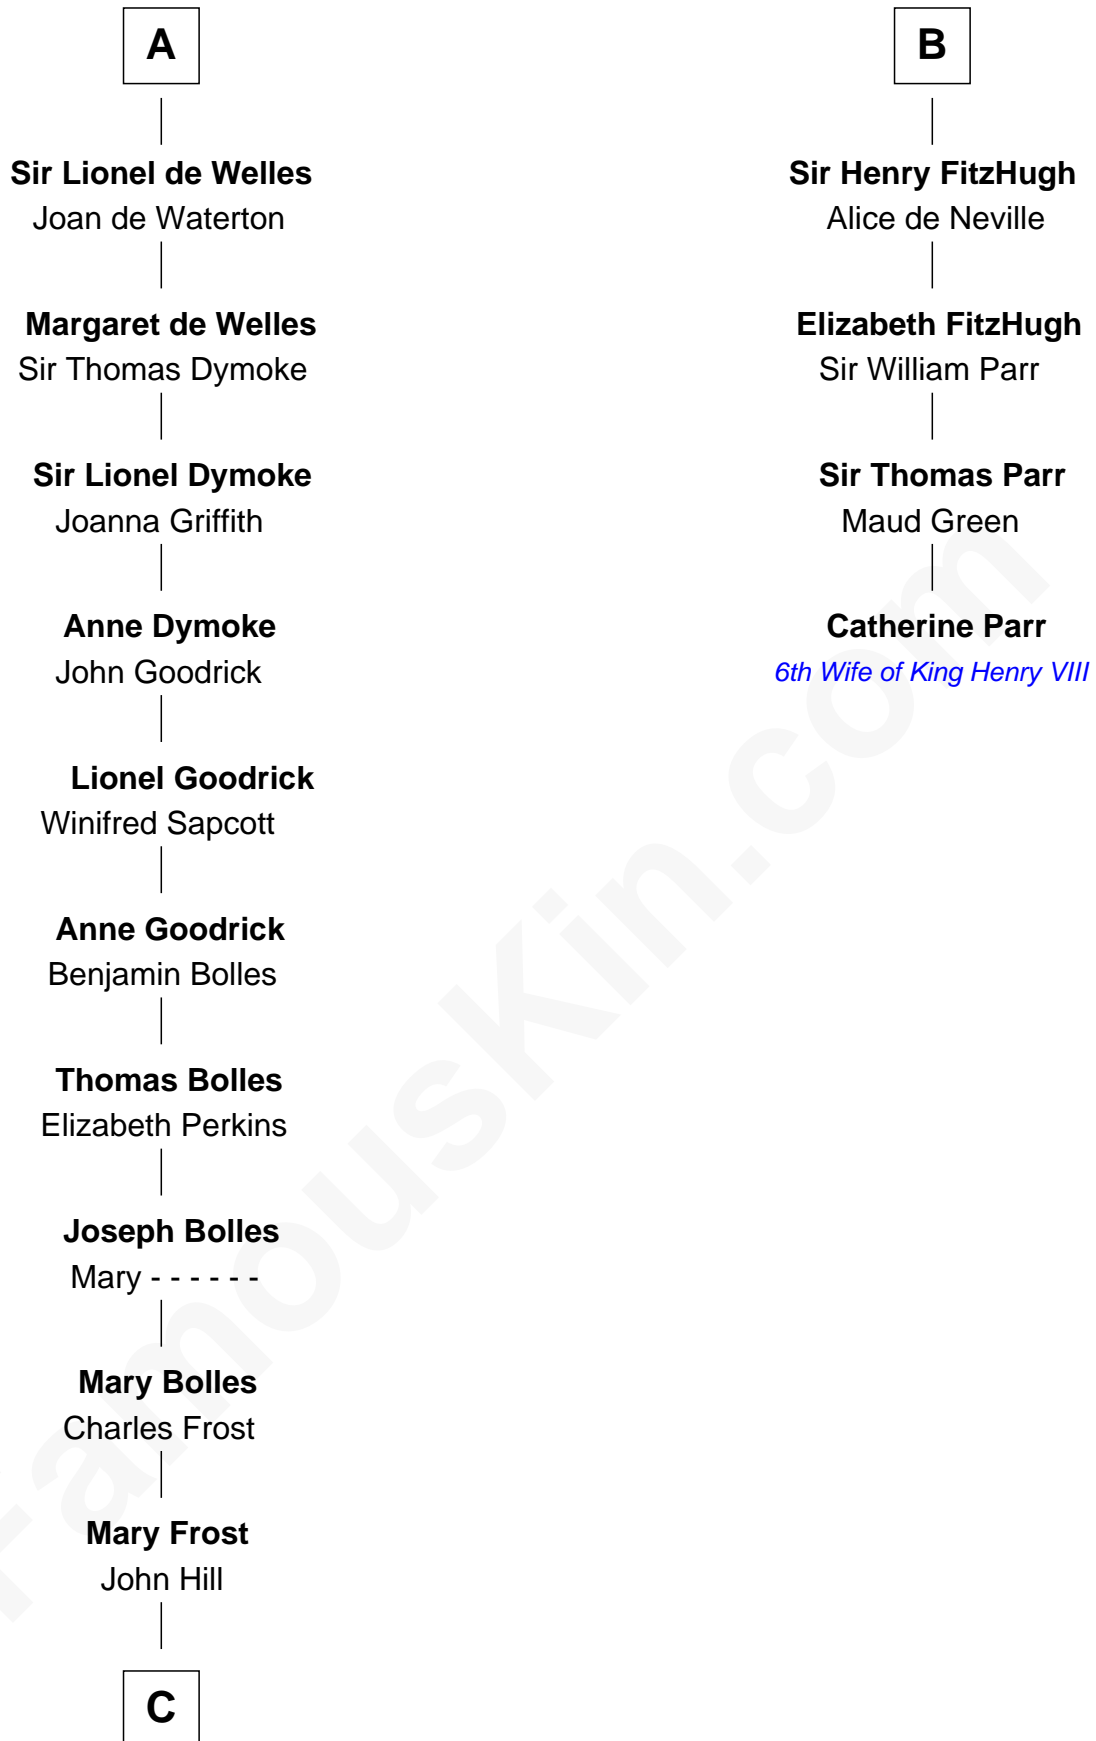 A
Sir Lionel de Welles
Joan de Waterton
Margaret de Welles
Sir Thomas Dymoke
Sir Lionel Dymoke
Joanna Griffith
Anne Dymoke
John Goodrick
Lionel Goodrick
Winifred Sapcott
Anne Goodrick
Benjamin Bolles
Thomas Bolles
Elizabeth Perkins
Joseph Bolles
Mary - - - - - -
Mary Bolles
Charles Frost
Mary Frost
John Hill
C
B
Sir Henry FitzHugh
Alice de Neville
Elizabeth FitzHugh
Sir William Parr
Sir Thomas Parr
Maud Green
Catherine Parr
6th Wife of King Henry VIII
FamousKin.com